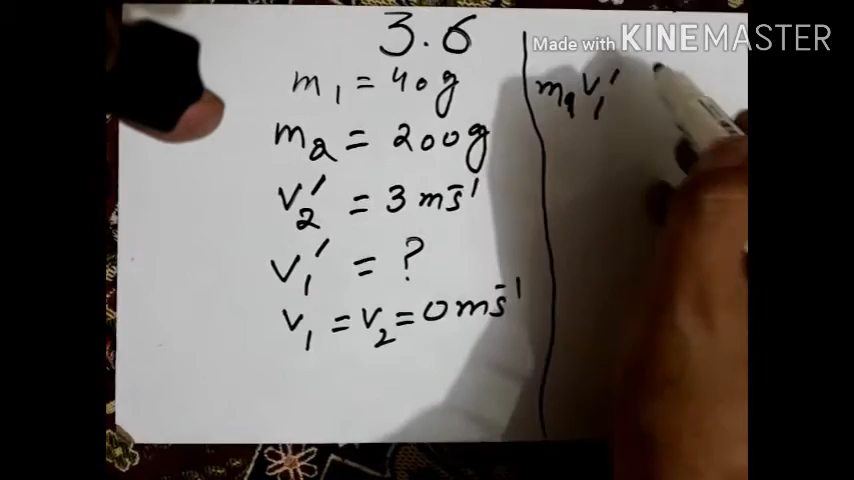 3.6
Made with KINEMASTER
m₁ = 40g
m₂ = 200g
v₂′ = 3 ms⁻¹
v₁′ = ?
v₁ = v₂ = 0 ms⁻¹
m₁v₁′